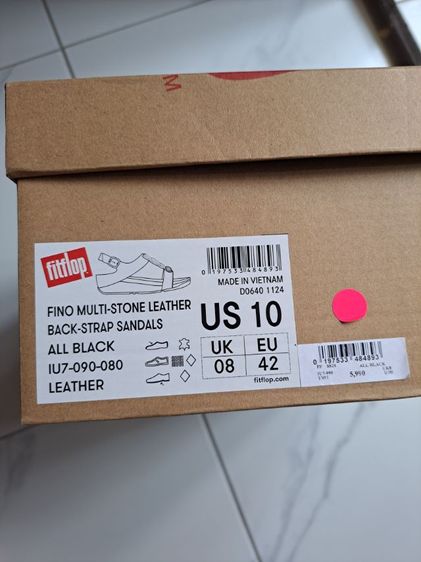 W
fitflop
FINO MULTI-STONE LEATHER
BACK-STRAP SANDALS
ALL BLACK
IU7-090-080
LEATHER
0 197533 484893
MADE IN VIETNAM
D0640 1124
US 10
UK EU
08 42
fitflop.com
0 197533 484893
ALL BLACK
5,990